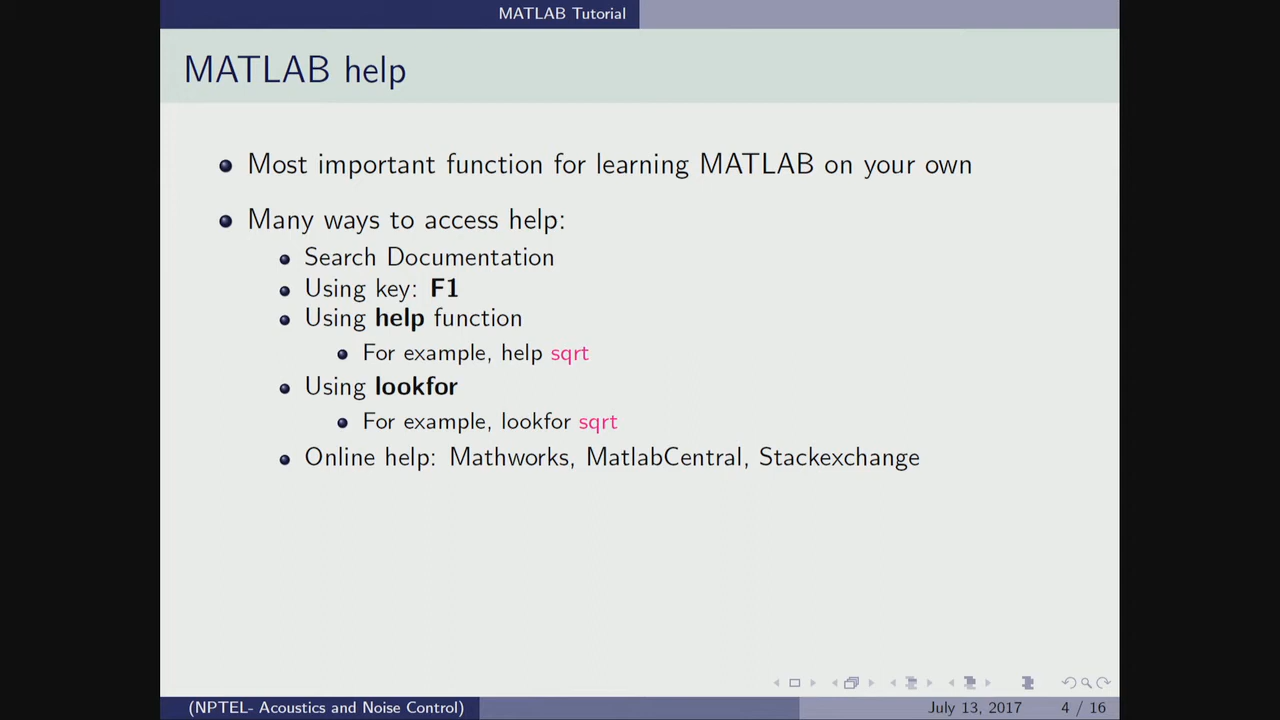 MATLAB Tutorial
MATLAB help
Most important function for learning MATLAB on your own
Many ways to access help:
Search Documentation
Using key: F1
Using help function
For example, help sqrt
Using lookfor
For example, lookfor sqrt
Online help: Mathworks, MatlabCentral, Stackexchange
(NPTEL- Acoustics and Noise Control) July 13, 2017 4 / 16